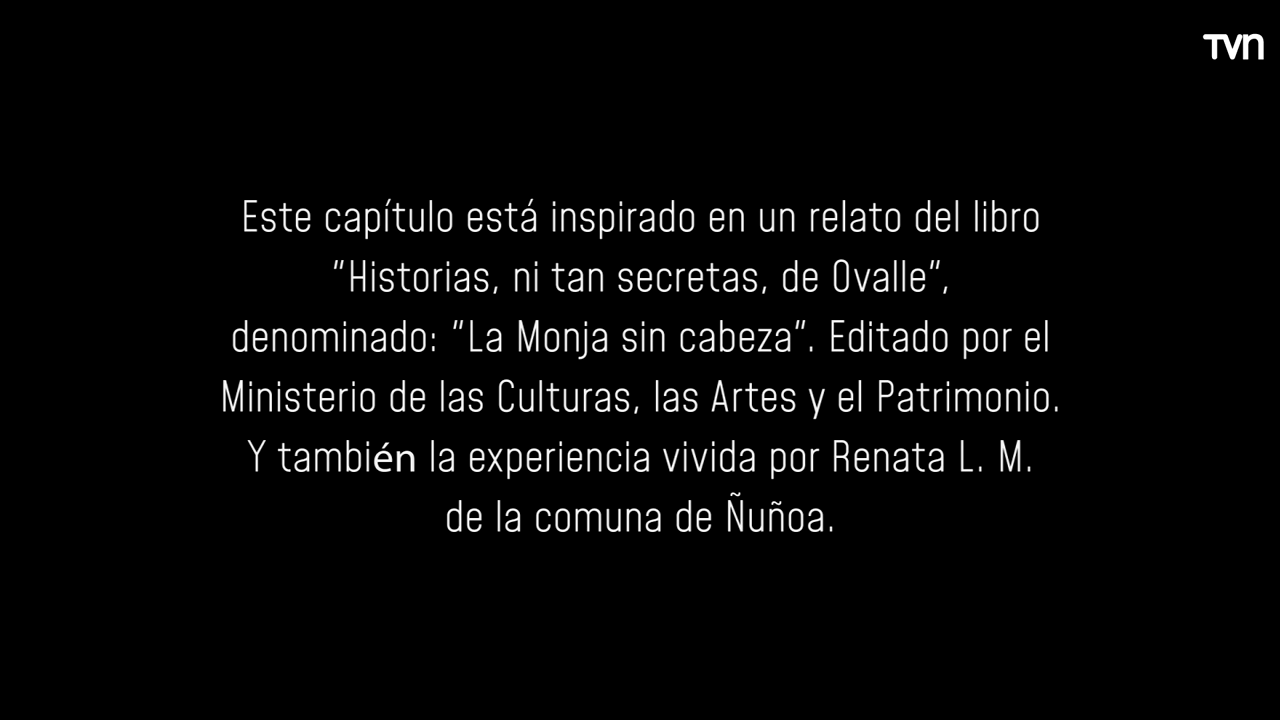 TVN
Este capítulo está inspirado en un relato del libro
"Historias, ni tan secretas, de Ovalle",
denominado: "La Monja sin cabeza". Editado por el
Ministerio de las Culturas, las Artes y el Patrimonio.
Y también la experiencia vivida por Renata L. M.
de la comuna de Ñuñoa.